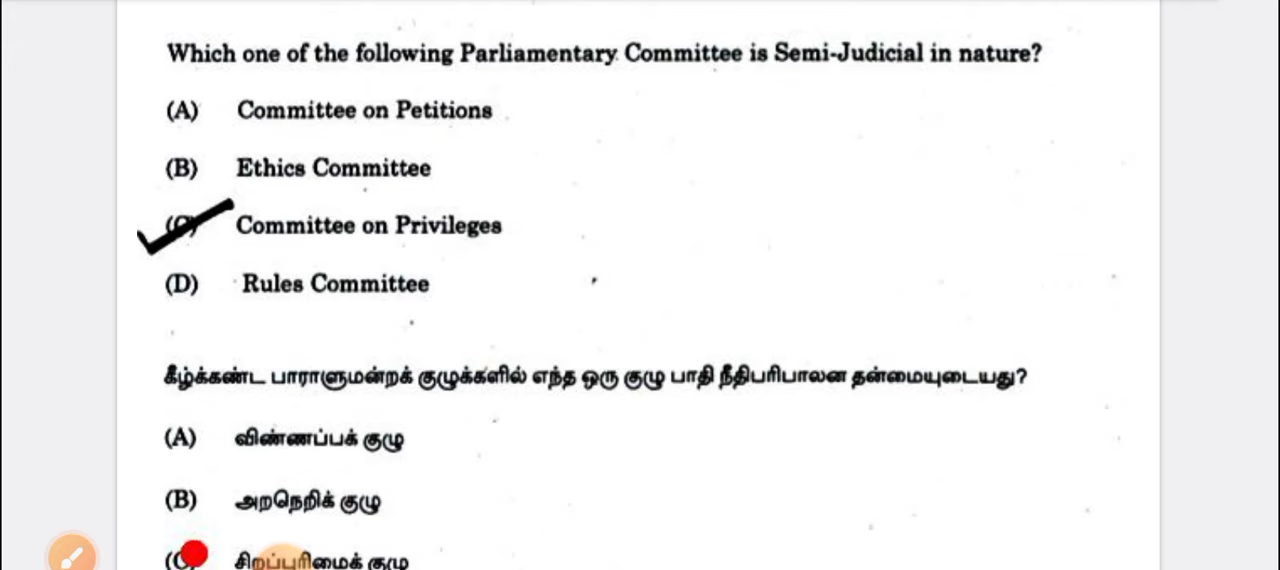 Which one of the following Parliamentary Committee is Semi-Judicial in nature?
(A) Committee on Petitions
(B) Ethics Committee
(C) Committee on Privileges
(D) Rules Committee
கீழ்க்கண்ட பாராளுமன்றக் குழுக்களில் எந்த ஒரு குழு பாதி நீதிபரிபாலன தன்மையுடையது?
(A) விண்ணப்பக் குழு
(B) அறநெறிக் குழு
(C) சிறப்புரிமைக் குழு